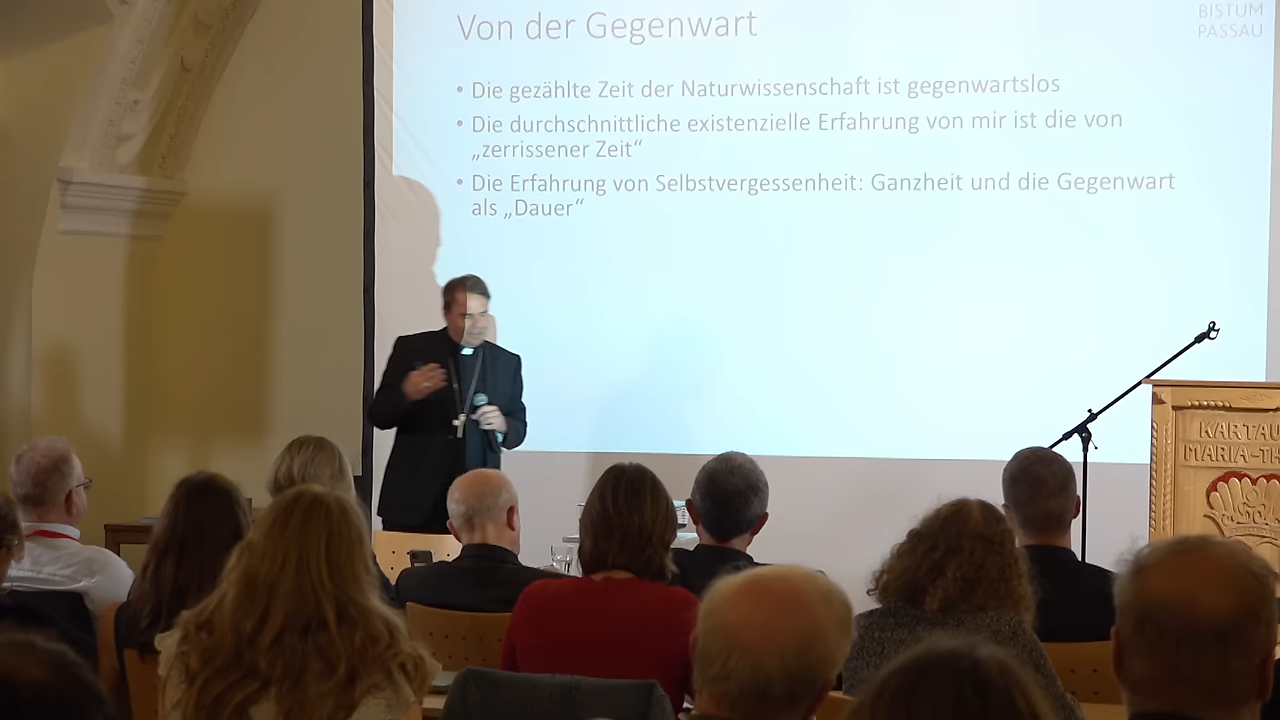 Von der Gegenwart
BISTUM
PASSAU
• Die gezählte Zeit der Naturwissenschaft ist gegenwartslos
• Die durchschnittliche existenzielle Erfahrung von mir ist die von
„zerrissener Zeit“
• Die Erfahrung von Selbstvergessenheit: Ganzheit und die Gegenwart
als „Dauer“
KARTAU
MARIA-TH